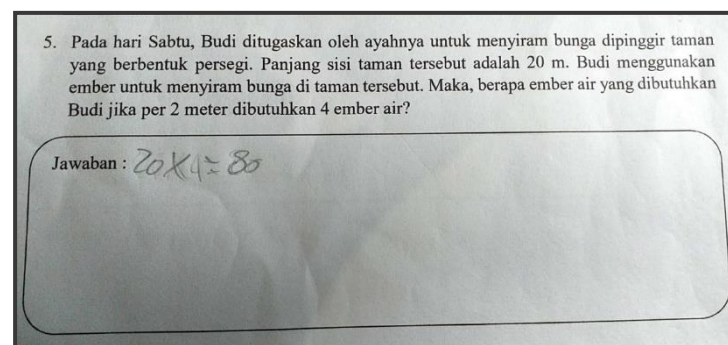 5. Pada hari Sabtu, Budi ditugaskan oleh ayahnya untuk menyiram bunga dipinggir taman
yang berbentuk persegi. Panjang sisi taman tersebut adalah 20 m. Budi menggunakan
ember untuk menyiram bunga di taman tersebut. Maka, berapa ember air yang dibutuhkan
Budi jika per 2 meter dibutuhkan 4 ember air?
Jawaban : 20 X 4 = 80